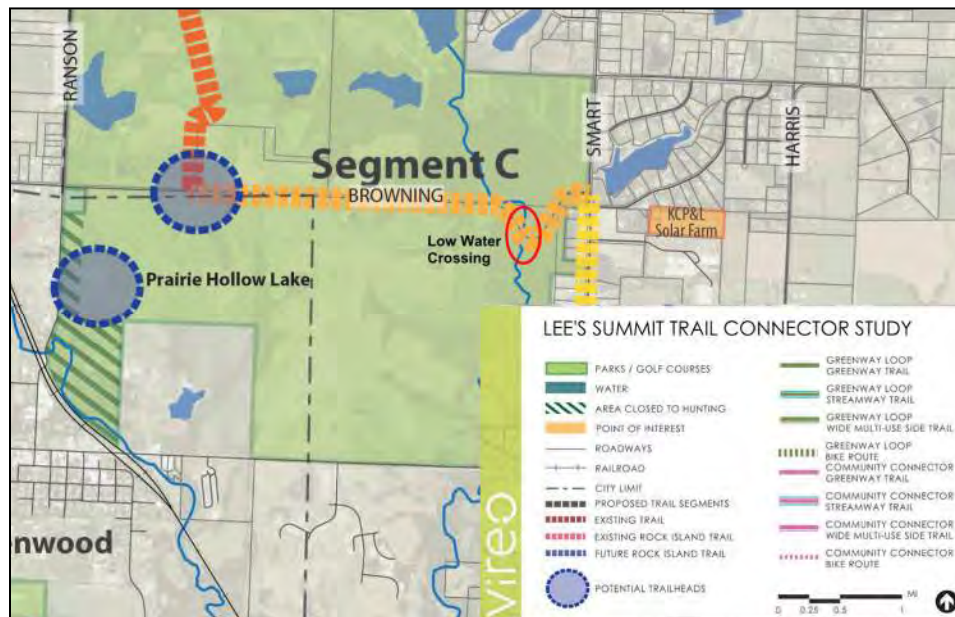 RANSON
Segment C
BROWNING
SMART
HARRIS
KCP&L
Solar Farm
Low Water
Crossing
Prairie Hollow Lake
enwood
Vireo
LEE'S SUMMIT TRAIL CONNECTOR STUDY
PARKS / GOLF COURSES
WATER
AREA CLOSED TO HUNTING
POINT OF INTEREST
ROADWAYS
RAILROAD
CITY LIMIT
PROPOSED TRAIL SEGMENTS
EXISTING TRAIL
EXISTING ROCK ISLAND TRAIL
FUTURE ROCK ISLAND TRAIL
POTENTIAL TRAILHEADS
GREENWAY LOOP
GREENWAY TRAIL
GREENWAY LOOP
STREAMWAY TRAIL
GREENWAY LOOP
WIDE MULTI-USE SIDE TRAIL
GREENWAY LOOP
BIKE ROUTE
COMMUNITY CONNECTOR
GREENWAY TRAIL
COMMUNITY CONNECTOR
STREAMWAY TRAIL
COMMUNITY CONNECTOR
WIDE MULTI-USE SIDE TRAIL
COMMUNITY CONNECTOR
BIKE ROUTE
MI
0 0.25 0.5 1